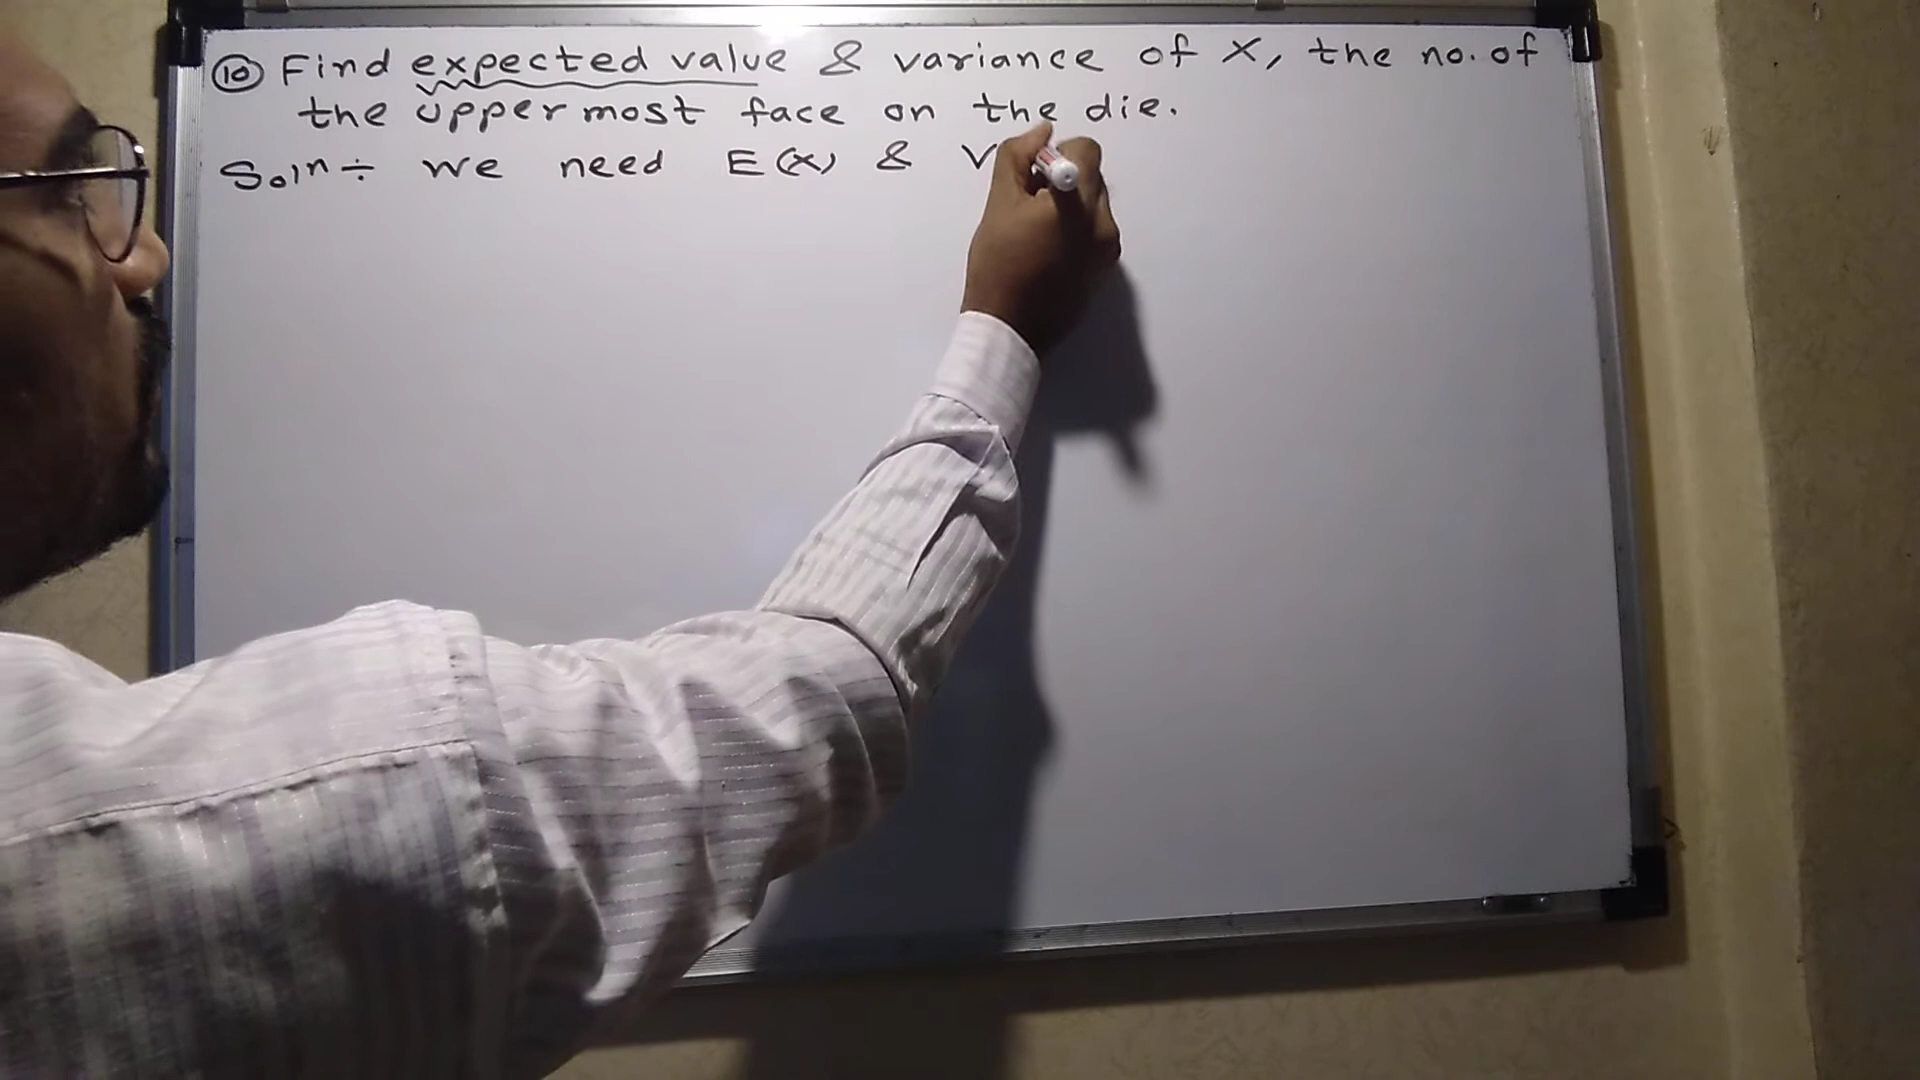 10 Find expected value & variance of X, the no. of
the uppermost face on the die.
Soln ÷ we need E(X) & V